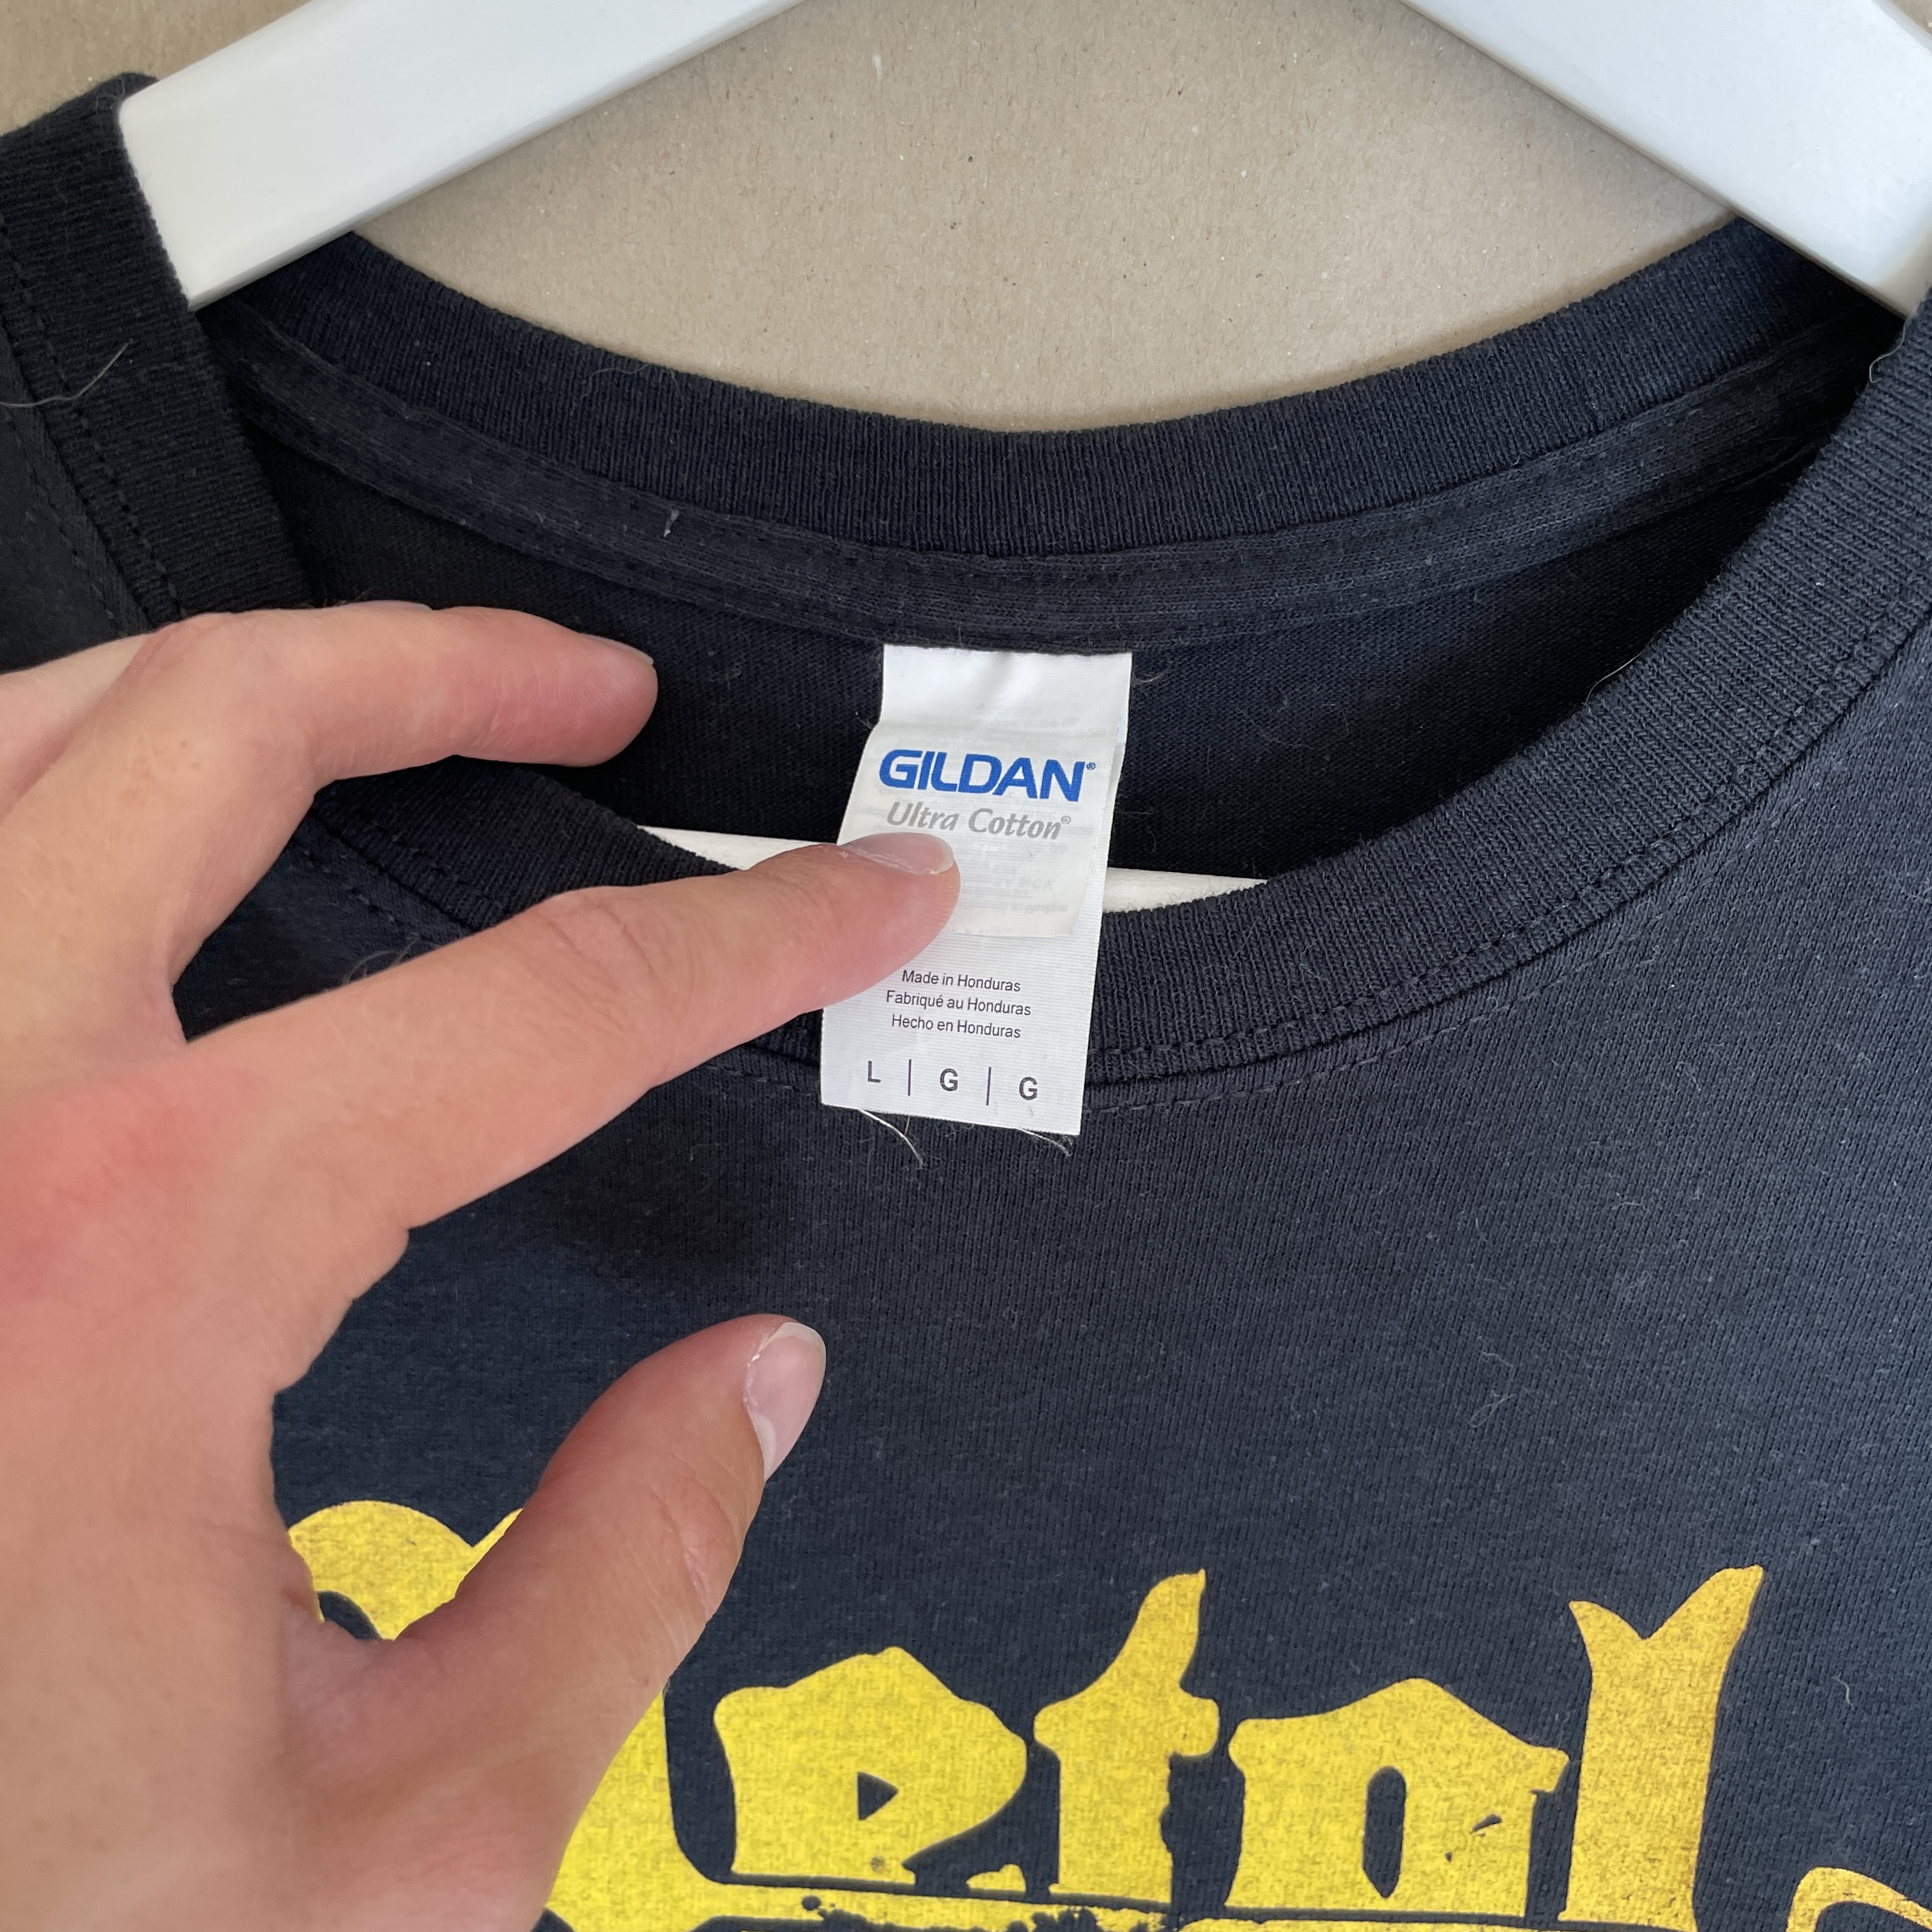 GILDAN®
Ultra Cotton®
Made in Honduras
Fabriqué au Honduras
Hecho en Honduras
L | G | G